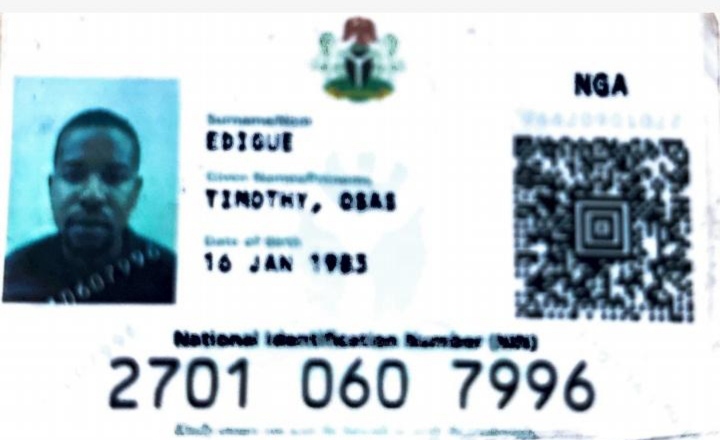 NGA
Surname/Nom
EDIGUE
Given Names/Prénoms
TIMOTHY, OSAS
Date of Birth
16 JAN 1983
National Identification Number (NIN)
2701 060 7996